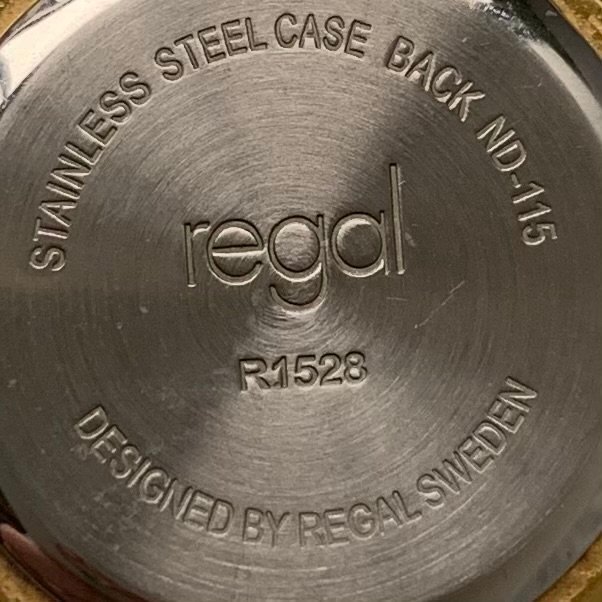 STAINLESS STEEL CASE BACK ND-115
regal
R1528
DESIGNED BY REGAL SWEDEN